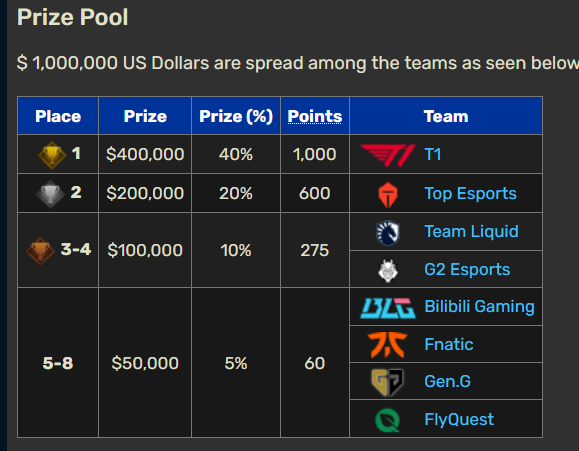 Prize Pool
$ 1,000,000 US Dollars are spread among the teams as seen below
Place Prize Prize (%) Points Team
1 $400,000 40% 1,000 T1 T1
2 $200,000 20% 600 Top Esports
3-4 $100,000 10% 275 Team Liquid
G2 Esports
5-8 $50,000 5% 60 BLG Bilibili Gaming
Fnatic
Gen.G
FlyQuest